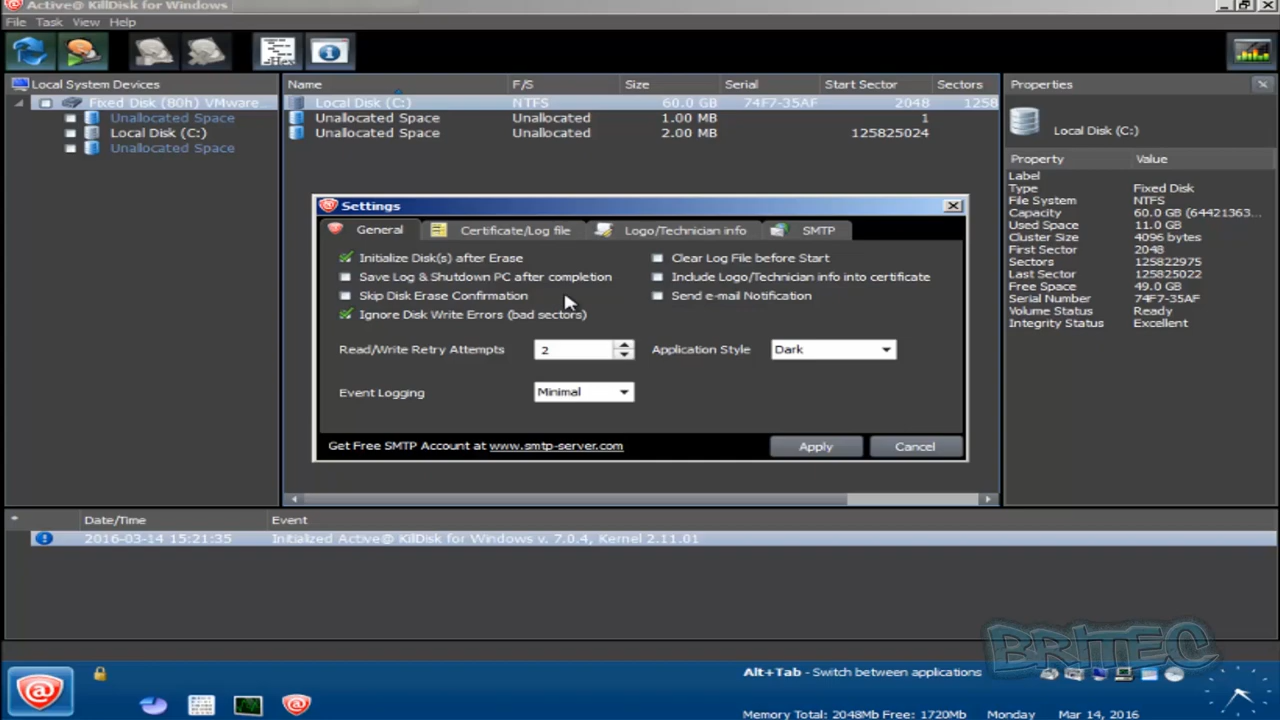 Active@ KillDisk for Windows
File Task View Help
Local System Devices
Fixed Disk (80h) VMware...
Unallocated Space
Local Disk (C:)
Unallocated Space
Name F/S Size Serial Start Sector Sectors
Local Disk (C:) NTFS 60.0 GB 74F7-35AF 2048 1258
Unallocated Space Unallocated 1.00 MB 1
Unallocated Space Unallocated 2.00 MB 125825024
Properties
Local Disk (C:)
Property Value
Label
Type Fixed Disk
File System NTFS
Capacity 60.0 GB (64421363...
Used Space 11.0 GB
Cluster Size 4096 bytes
First Sector 2048
Sectors 125822975
Last Sector 125825022
Free Space 49.0 GB
Serial Number 74F7-35AF
Volume Status Ready
Integrity Status Excellent
Settings
General Certificate/Log file Logo/Technician info SMTP
Initialize Disk(s) after Erase Clear Log File before Start
Save Log & Shutdown PC after completion Include Logo/Technician info into certificate
Skip Disk Erase Confirmation Send e-mail Notification
Ignore Disk Write Errors (bad sectors)
Read/Write Retry Attempts 2 Application Style Dark
Event Logging Minimal
Get Free SMTP Account at www.smtp-server.com Apply Cancel
* Date/Time Event
2016-03-14 15:21:35 Initialized Active@ KillDisk for Windows v. 7.0.4, Kernel 2.11.01
BRITEC
Alt+Tab - Switch between applications
Memory Total: 2048Mb Free: 1720Mb Monday Mar 14, 2016